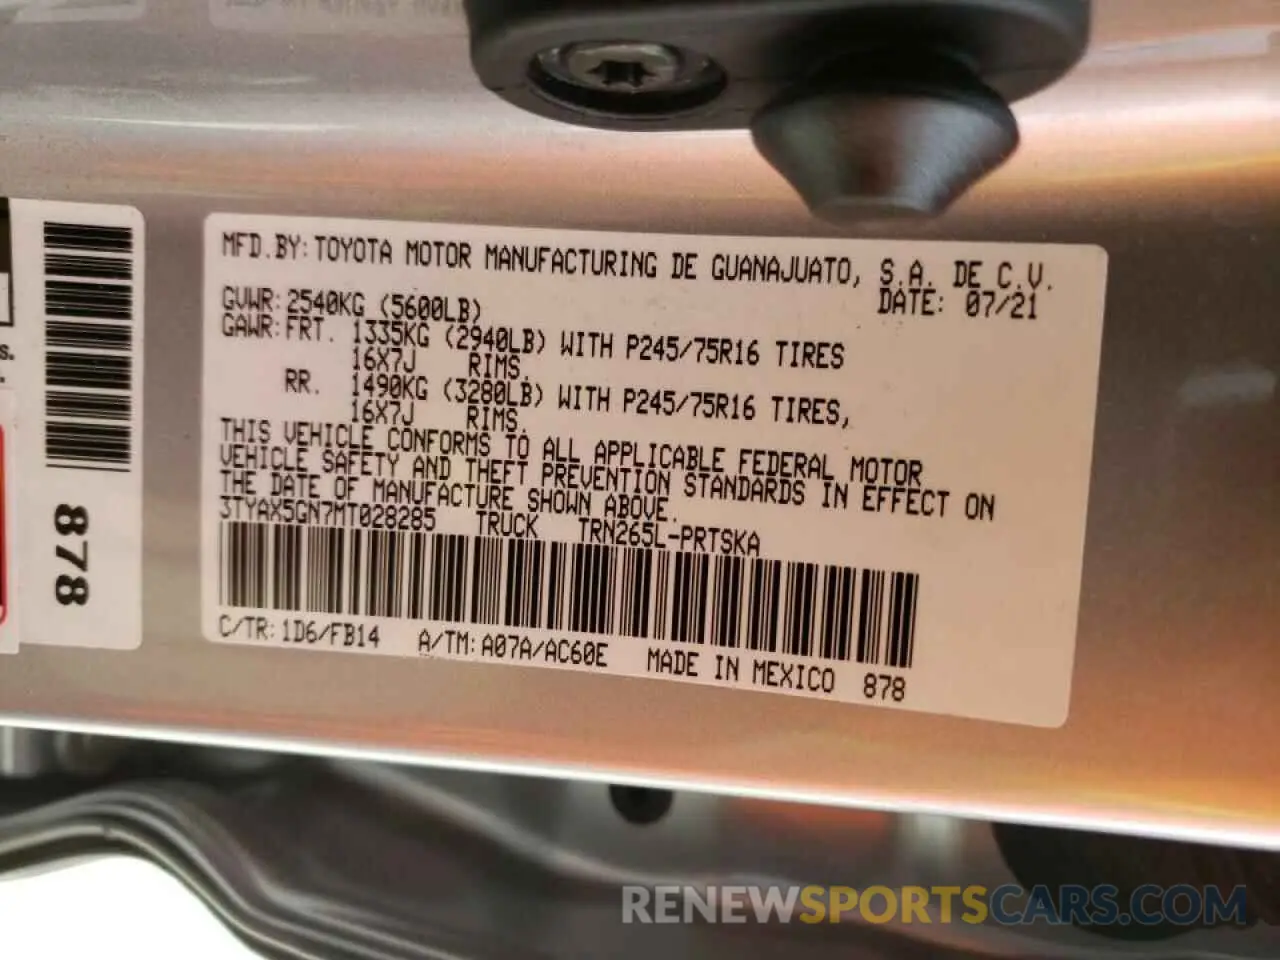 MFD.BY:TOYOTA MOTOR MANUFACTURING DE GUANAJUATO, S.A. DE C.V.
GVWR:2540KG (5600LB) DATE: 07/21
GAWR:FRT. 1335KG (2940LB) WITH P245/75R16 TIRES
16X7J RIMS,
RR. 1490KG (3280LB) WITH P245/75R16 TIRES,
16X7J RIMS,
THIS VEHICLE CONFORMS TO ALL APPLICABLE FEDERAL MOTOR
VEHICLE SAFETY AND THEFT PREVENTION STANDARDS IN EFFECT ON
THE DATE OF MANUFACTURE SHOWN ABOVE.
3TYAX5GN7MT028285 TRUCK TRN265L-PRTSKA
C/TR:1D6/FB14 A/TM:A07A/AC60E MADE IN MEXICO 878
878
s.
RENEWSPORTSCARS.COM